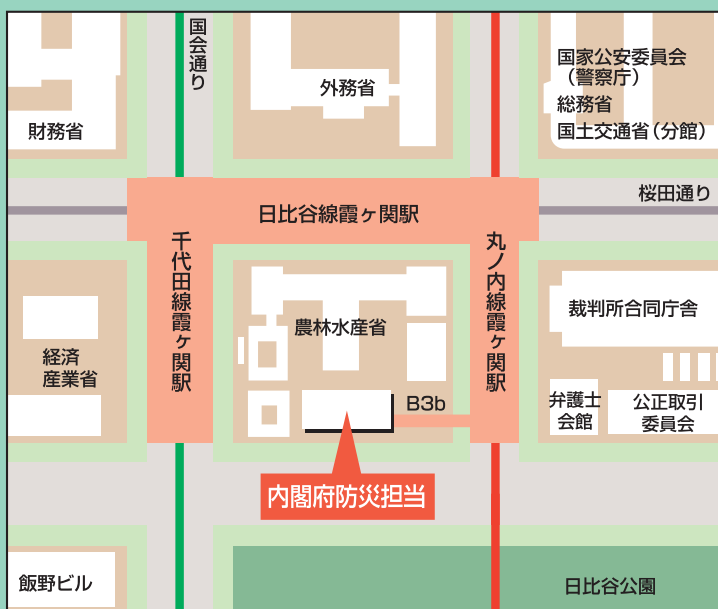 国会通り
財務省
外務省
国家公安委員会
（警察庁）
総務省
国土交通省（分館）
桜田通り
日比谷線霞ヶ関駅
千代田線霞ヶ関駅
丸ノ内線霞ヶ関駅
農林水産省
経済
産業省
裁判所合同庁舎
B3b
弁護士
会館
公正取引
委員会
内閣府防災担当
飯野ビル
日比谷公園